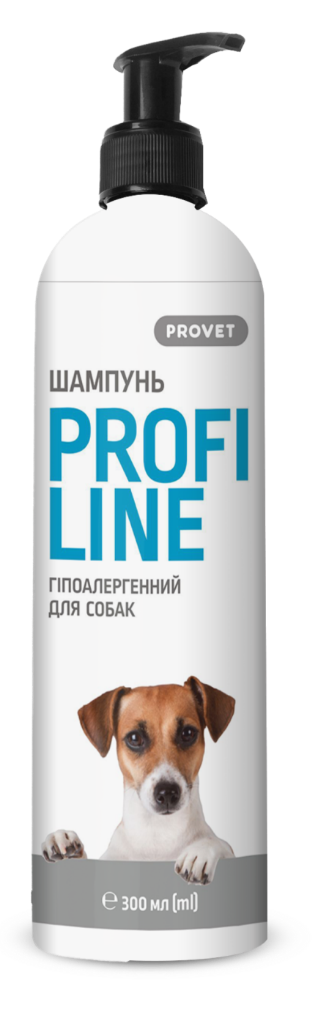 PROVET
ШАМПУНЬ
PROFI
LINE
ГІПОАЛЕРГЕННИЙ
ДЛЯ СОБАК
℮ 300 мл (ml)